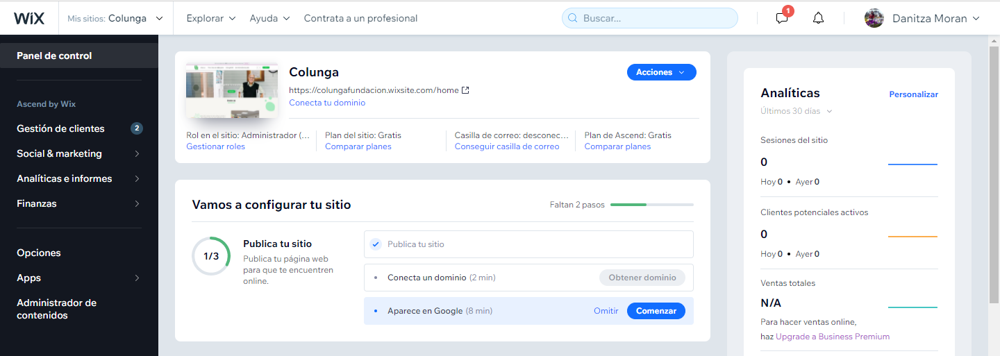 WiX
Mis sitios: Colunga
Explorar
Ayuda
Contrata a un profesional
Buscar...
1
Danitza Moran
Panel de control
Ascend by Wix
Gestión de clientes
2
Social & marketing
Analíticas e informes
Finanzas
Opciones
Apps
Administrador de
contenidos
Colunga
Acciones
https://colungafundacion.wixsite.com/home
Conecta tu dominio
Rol en el sitio: Administrador (...
Gestionar roles
Plan del sitio: Gratis
Comparar planes
Casilla de correo: desconec...
Conseguir casilla de correo
Plan de Ascend: Gratis
Comparar planes
Vamos a configurar tu sitio
Faltan 2 pasos
1/3
Publica tu sitio
Publica tu página web
para que te encuentren
online.
Publica tu sitio
Conecta un dominio (2 min)
Obtener dominio
Aparece en Google (8 min)
Omitir
Comenzar
Analíticas
Personalizar
Últimos 30 días
Sesiones del sitio
0
Hoy 0 • Ayer 0
Clientes potenciales activos
0
Hoy 0 • Ayer 0
Ventas totales
N/A
Para hacer ventas online,
haz Upgrade a Business Premium